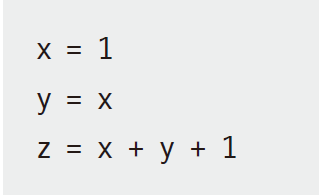 x = 1
y = x
z = x + y + 1